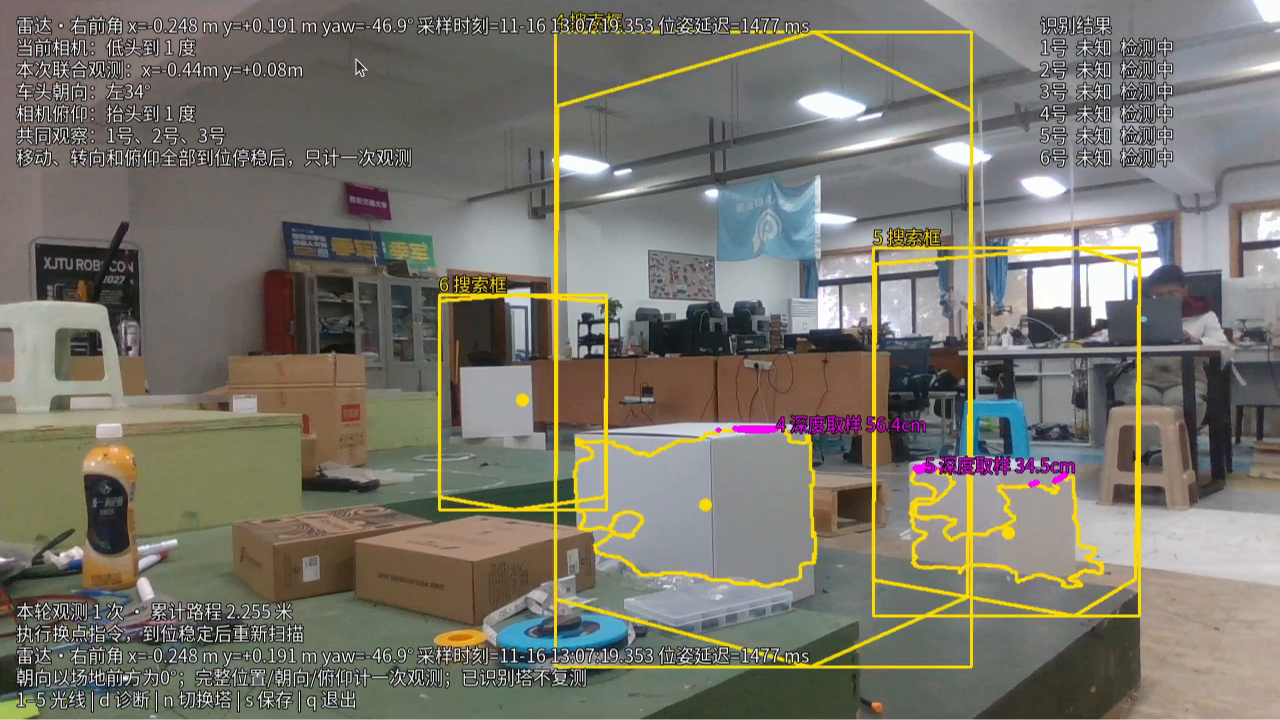 雷达·右前角 x=-0.248 m y=+0.191 m yaw=-46.9° 采样时刻=11-16 13:07:19.353 位姿延迟=1477 ms
当前相机：低头到 1 度
本次联合观测：x=-0.44m y=+0.08m
车头朝向：左34°
相机俯仰：抬头到 1 度
共同观察：1号、2号、3号
移动、转向和俯仰全部到位停稳后，只计一次观测
识别结果
1号 未知 检测中
2号 未知 检测中
3号 未知 检测中
4号 未知 检测中
5号 未知 检测中
6号 未知 检测中
4 搜索框
5 搜索框
6 搜索框
XJTU ROBOCON
2027
季军
季军
4 深度取样 56.4cm
5 深度取样 34.5cm
本轮观测 1 次 · 累计路程 2.255 米
执行换点指令，到位稳定后重新扫描
雷达·右前角 x=-0.248 m y=+0.191 m yaw=-46.9° 采样时刻=11-16 13:07:19.353 位姿延迟=1477 ms
朝向以场地前方为0°；完整位置/朝向/俯仰计一次观测；已识别塔不复测
1-5 光线 | d 诊断 | n 切换塔 | s 保存 | q 退出